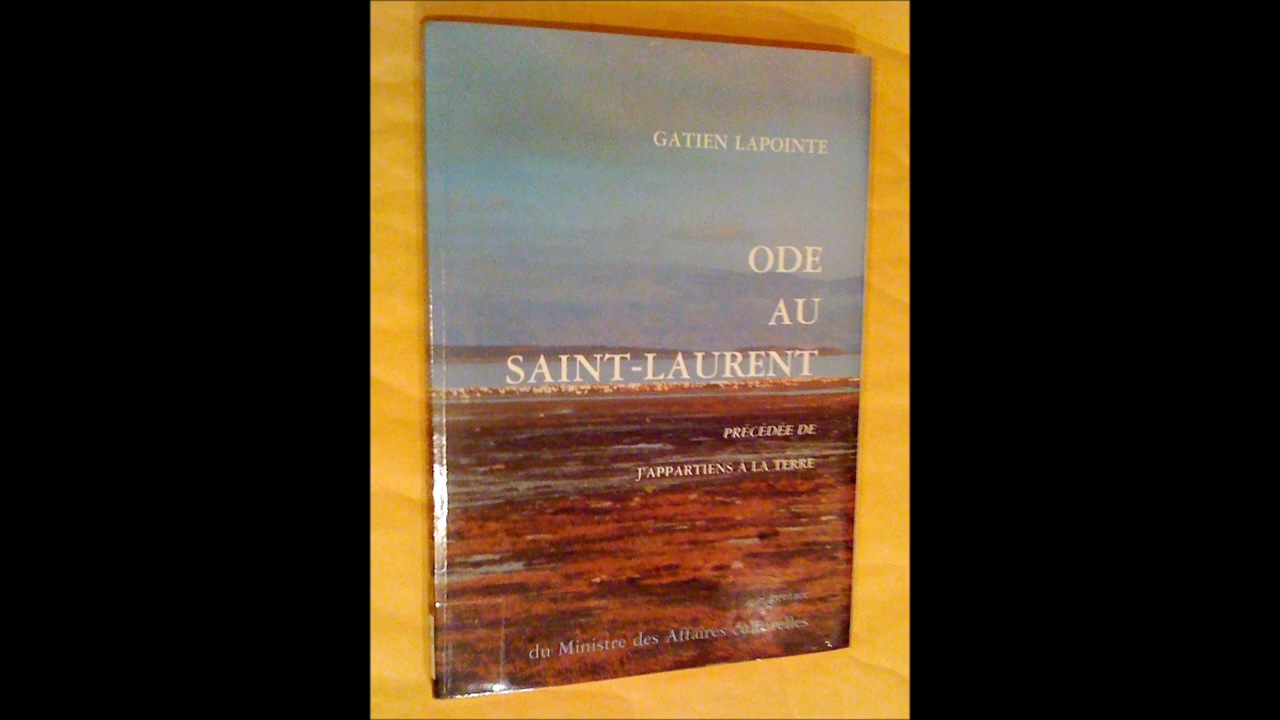 GATIEN LAPOINTE
ODE
AU
SAINT-LAURENT
PRÉCÉDÉE DE
J'APPARTIENS À LA TERRE
du Ministre des Affaires culturelles